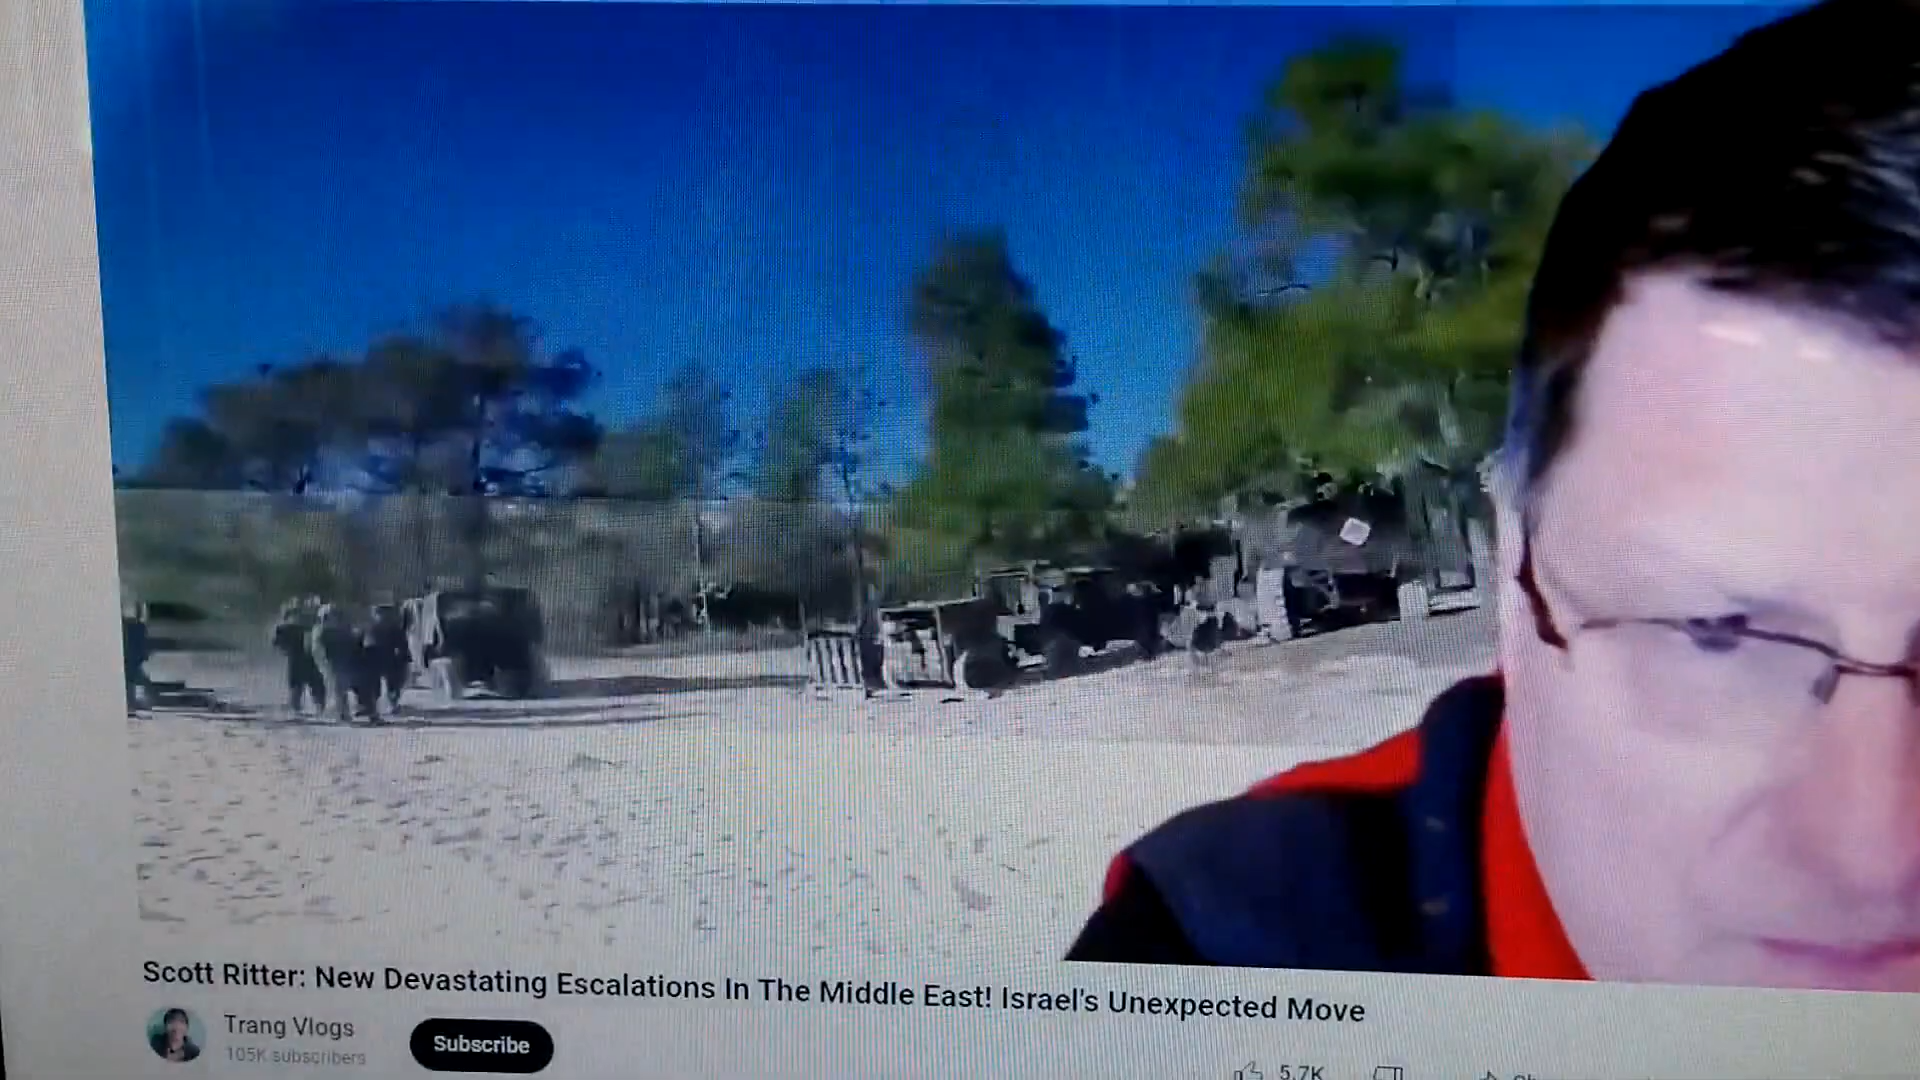 Scott Ritter: New Devastating Escalations In The Middle East! Israel's Unexpected Move
Trang Vlogs
105K subscribers
Subscribe
5.7K